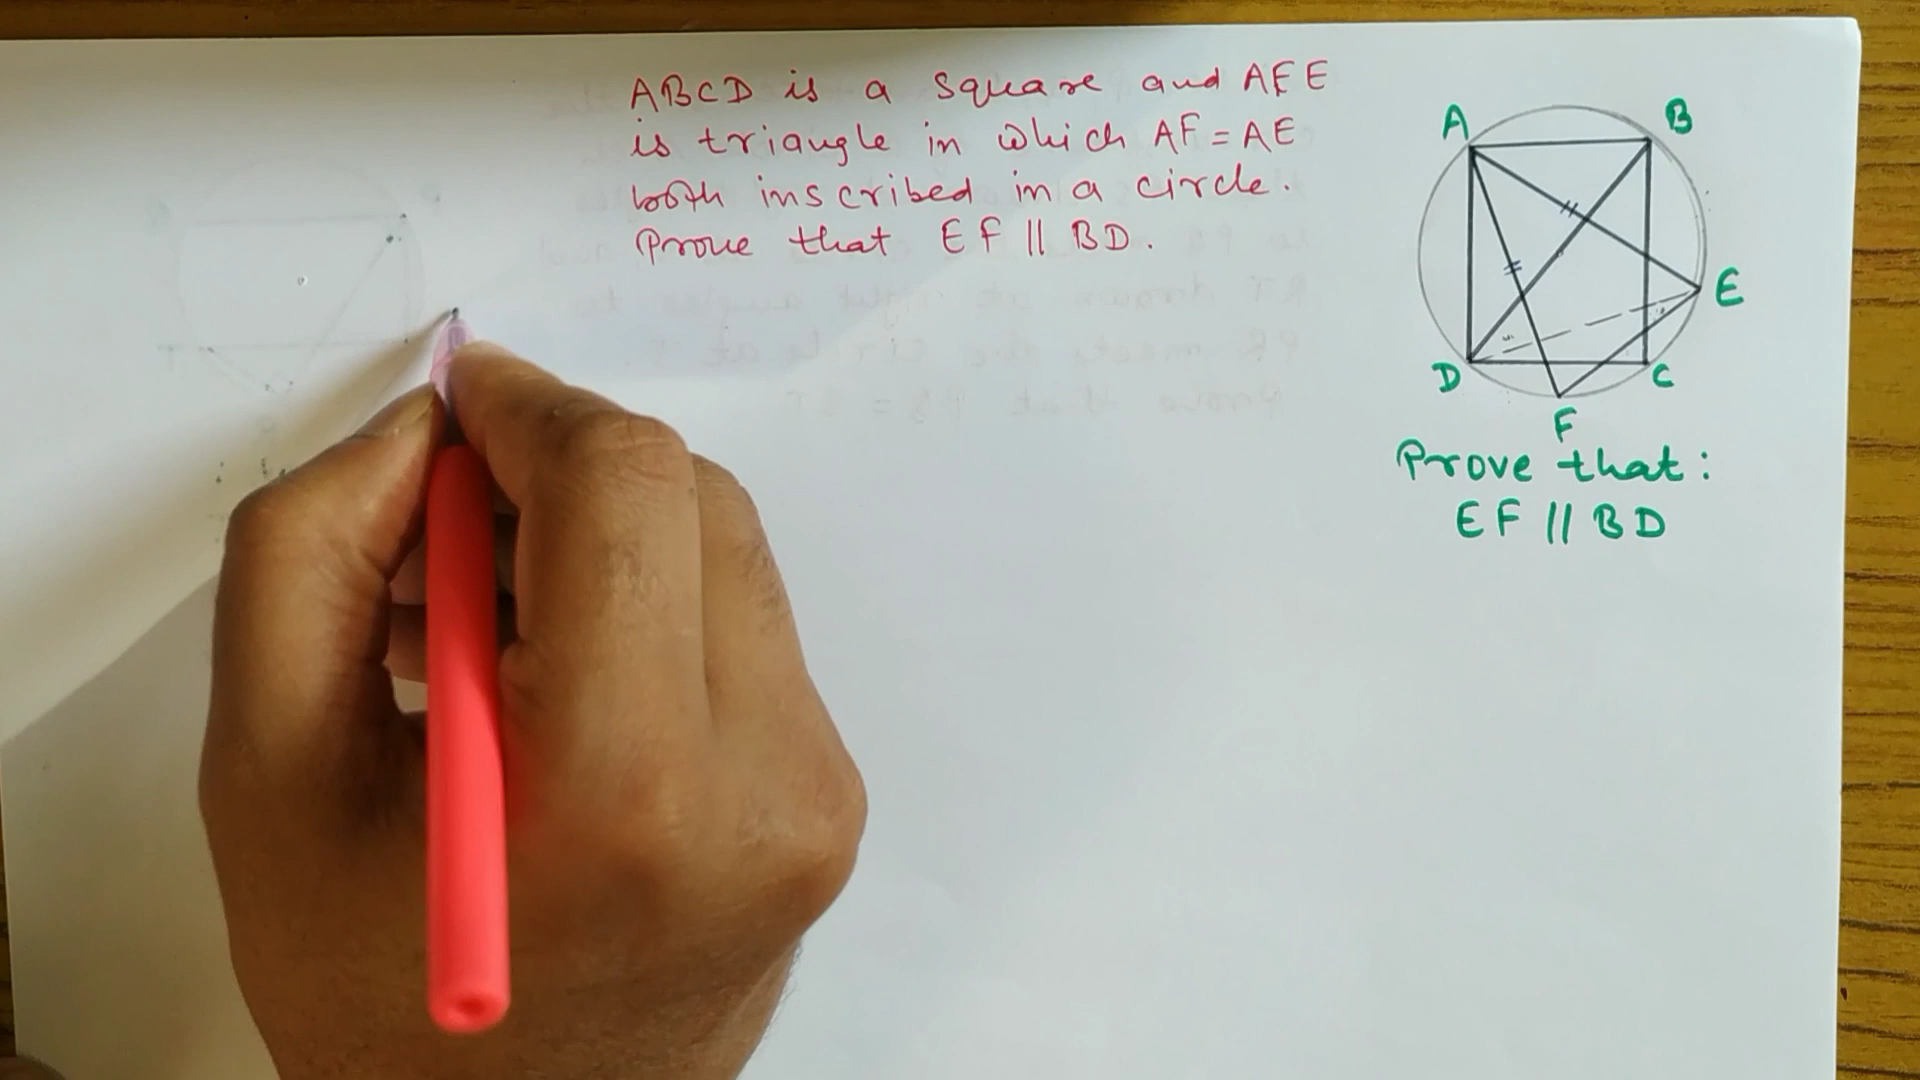 ABCD is a square and AFE
is triangle in which AF = AE
both inscribed in a circle.
Prove that EF || BD.
A
B
E
D
C
F
Prove that:
EF || BD